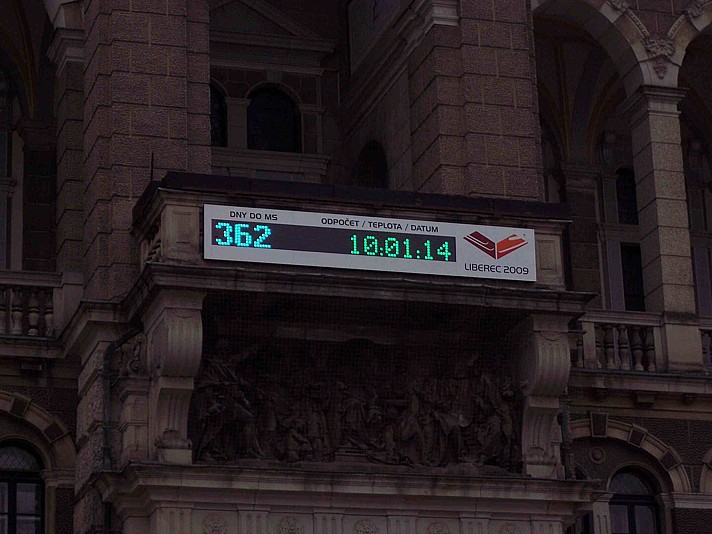 DNY DO MS
ODPOČET / TEPLOTA / DATUM
362
10:01:14
LIBEREC 2009